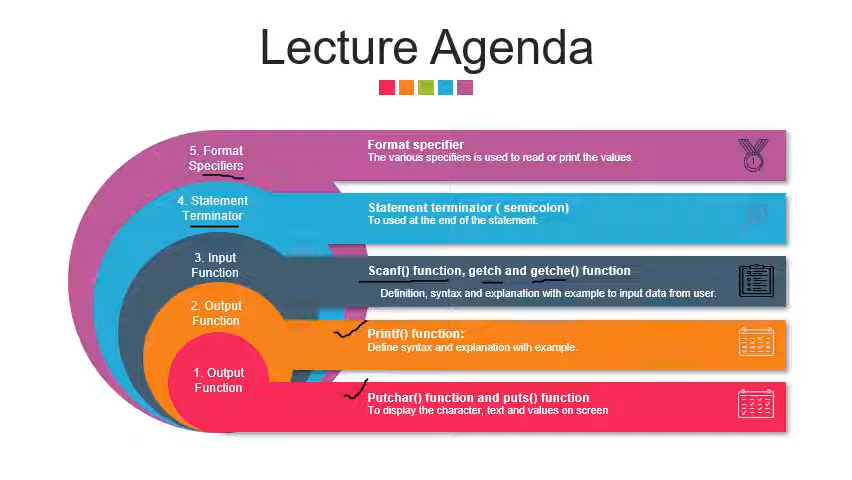 Lecture Agenda
5. Format
Specifiers
Format specifier
The various specifiers is used to read or print the values
4. Statement
Terminator
Statement terminator ( semicolon)
To used at the end of the statement.
3. Input
Function
Scanf() function, getch and getche() function
Definition, syntax and explanation with example to input data from user.
2. Output
Function
Printf() function:
Define syntax and explanation with example.
1. Output
Function
Putchar() function and puts() function
To display the character, text and values on screen